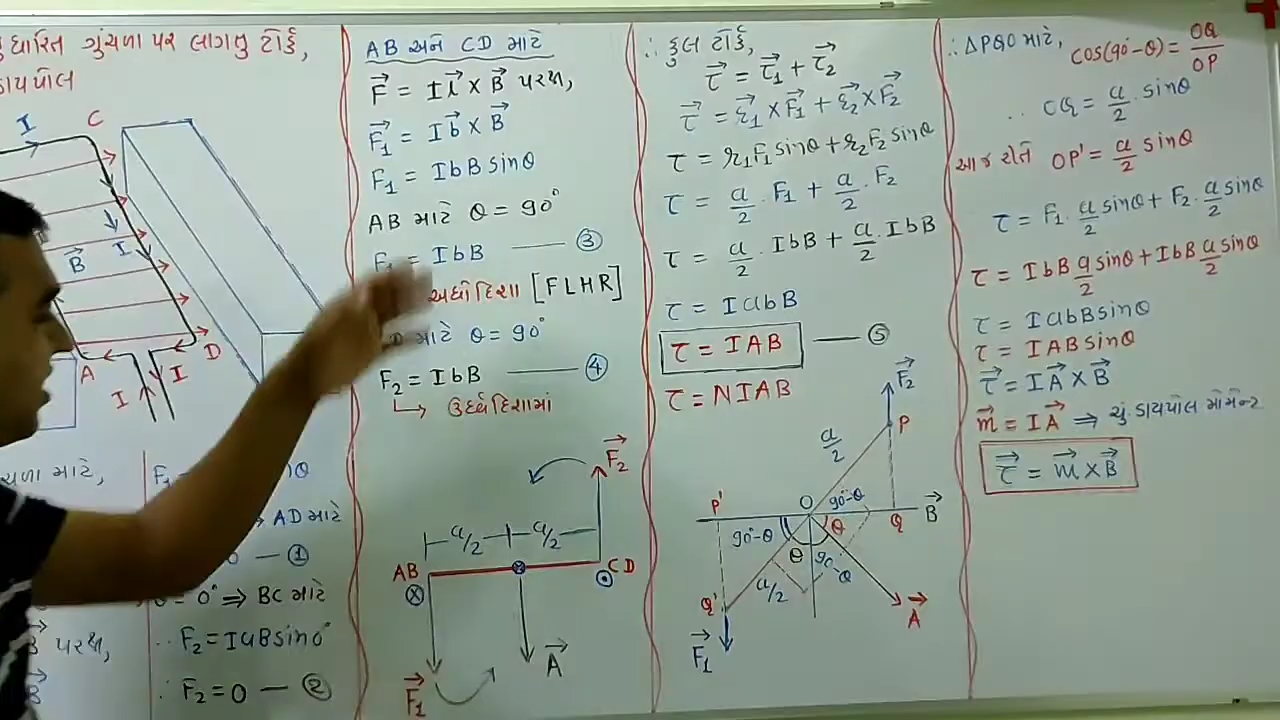 ધારિત ગુંચળા પર લાગતુ ટૉર્ક,
ડાયપૉલ
I
C
B⃗
I
D
A
I
I
ચળા માટે,
પરથી,
AD માટે
— ①
0° ⇒ BC માટે
∴ F₂ = IaB sin0°
∴ F₂ = 0 — ②
AB અને CD માટે
F⃗ = I l⃗ × B⃗ પરથી,
F⃗₁ = I b⃗ × B⃗
F₁ = IbB sinθ
AB માટે θ = 90°
F₁ = IbB —— ③
અધોદિશા [FLHR]
માટે θ = 90°
F₂ = IbB —— ④
↳ ઉર્ધ્વદિશામાં
F⃗₂
a/2
a/2
AB
CD
A⃗
F⃗₁
∴ કુલ ટૉર્ક,
τ⃗ = τ⃗₁ + τ⃗₂
τ⃗ = r⃗₁ × F⃗₁ + r⃗₂ × F⃗₂
τ = r₁F₁ sinθ + r₂F₂ sinθ
τ = a/2 · F₁ + a/2 · F₂
τ = a/2 · IbB + a/2 · IbB
τ = IabB
τ = IAB —— ⑤
τ = NIAB
F⃗₂
P
a/2
P'
O
90°-θ
Q
B⃗
90°-θ
θ
θ
90°-θ
a/2
Q'
F⃗₁
A⃗
∴ ΔPQO માટે, cos(90°-θ) = OQ/OP
∴ OQ = a/2 · sinθ
આજ રીતે OP' = a/2 sinθ
τ = F₁ · a/2 sinθ + F₂ · a/2 sinθ
τ = IbB a/2 sinθ + IbB a/2 sinθ
τ = IabB sinθ
τ = IAB sinθ
τ⃗ = I A⃗ × B⃗
m⃗ = I A⃗ ⇒ ચું ડાયપૉલ મોમેન્ટ
τ⃗ = m⃗ × B⃗